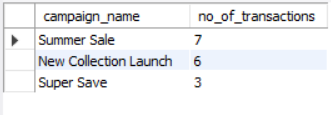 campaign_name no_of_transactions
Summer Sale 7
New Collection Launch 6
Super Save 3